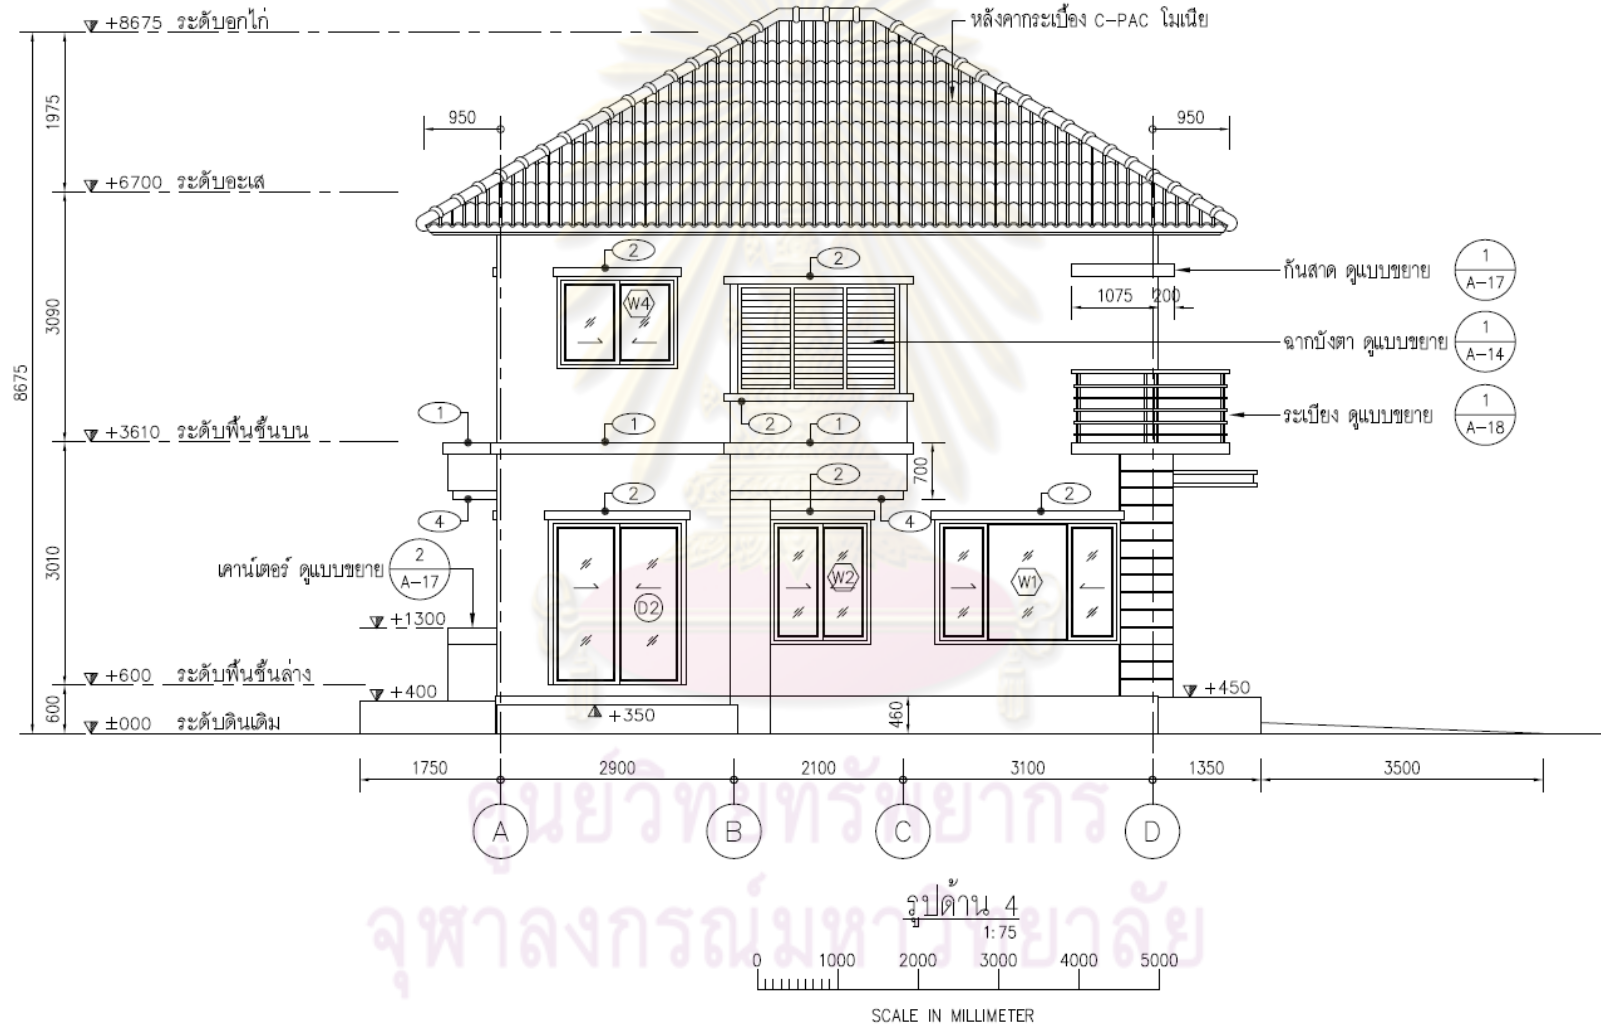 +8675 ระดับอกไก่
หลังคากระเบื้อง C-PAC โมเนีย
1975
950
950
+6700 ระดับอะเส
2
2
W4
กันสาด ดูแบบขยาย
1
A-17
1075
200
3090
8675
ฉากบังตา ดูแบบขยาย
1
A-14
ระเบียง ดูแบบขยาย
1
A-18
1
1
2
1
+3610 ระดับพื้นชั้นบน
700
2
2
2
4
4
3010
เคาน์เตอร์ ดูแบบขยาย
2
A-17
W2
W1
D2
+1300
+600 ระดับพื้นชั้นล่าง
+400
+450
600
+350
460
±000 ระดับดินเดิม
1750
2900
2100
3100
1350
3500
A
B
C
D
ศูนย์วิทยทรัพยากร
จุฬาลงกรณ์มหาวิทยาลัย
รูปด้าน 4
1:75
0 1000 2000 3000 4000 5000
SCALE IN MILLIMETER